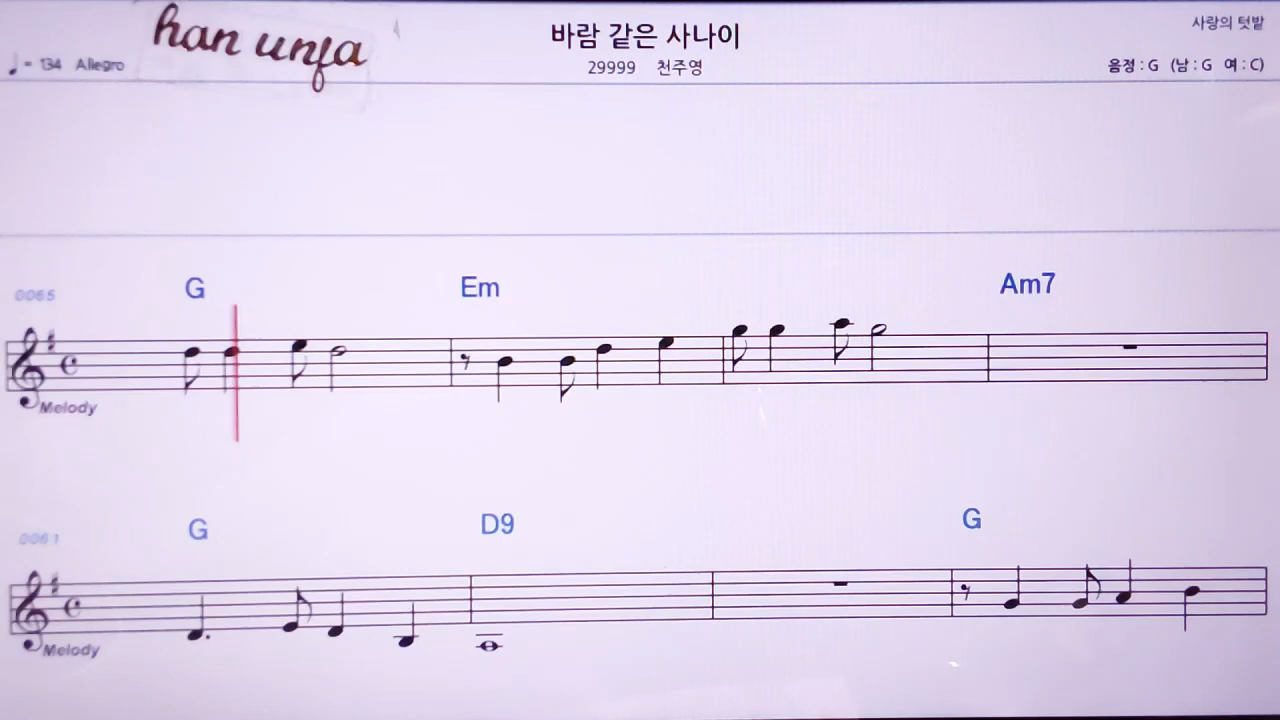 han unfa
바람 같은 사나이
사랑의 텃밭
♩= 134 Allegro
29999 천주영
음정 : G (남 : G 여 : C)
G Em Am7
0065
Melody
G D9 G
0061
Melody